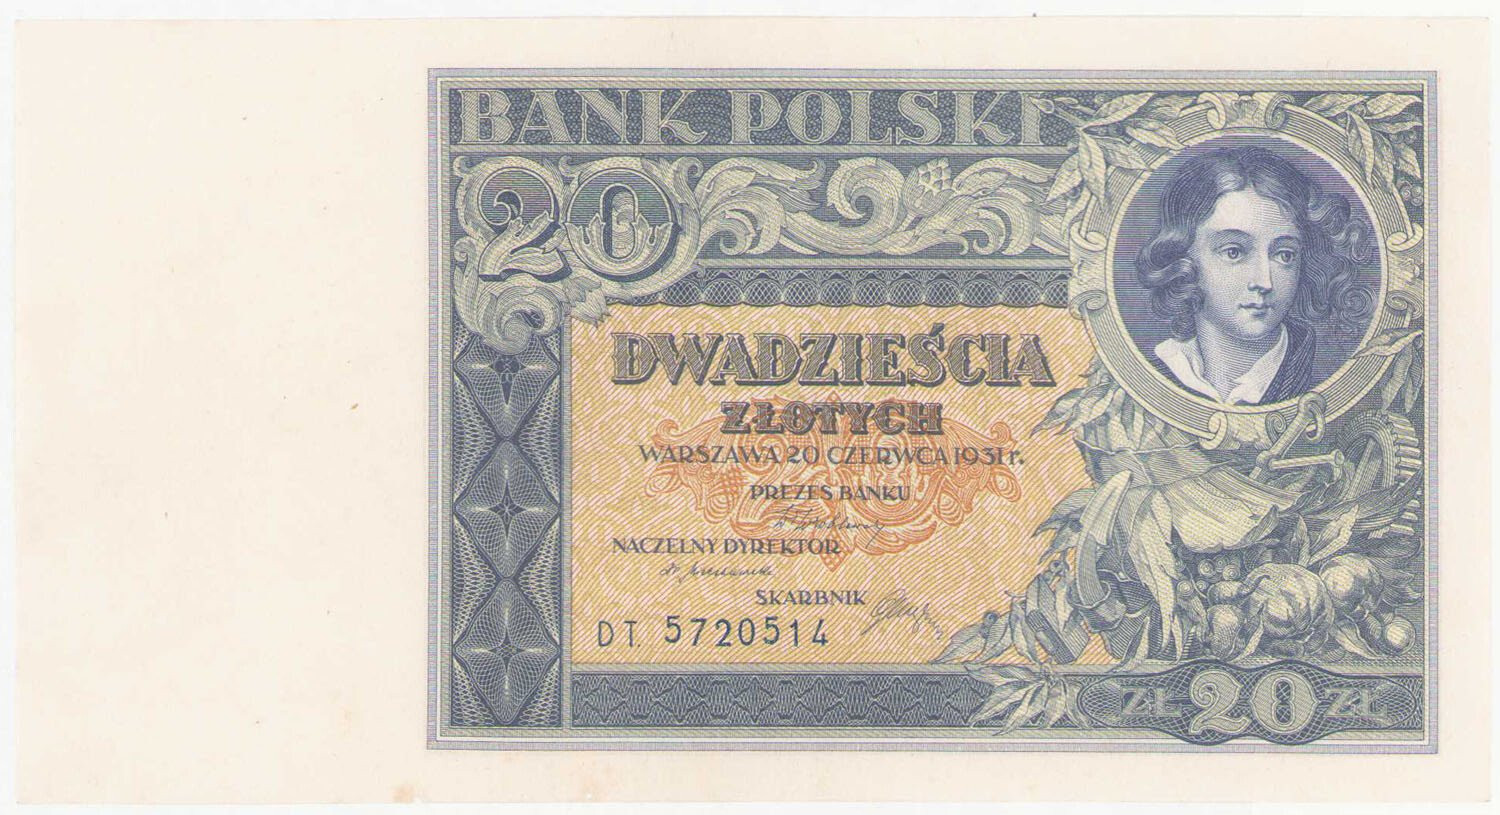 BANK POLSKI
20
DWADZIEŚCIA
ZŁOTYCH
WARSZAWA 20 CZERWCA 1931 r.
PREZES BANKU
NACZELNY DYREKTOR
SKARBNIK
DT. 5720514
ZŁ 20 ZŁ